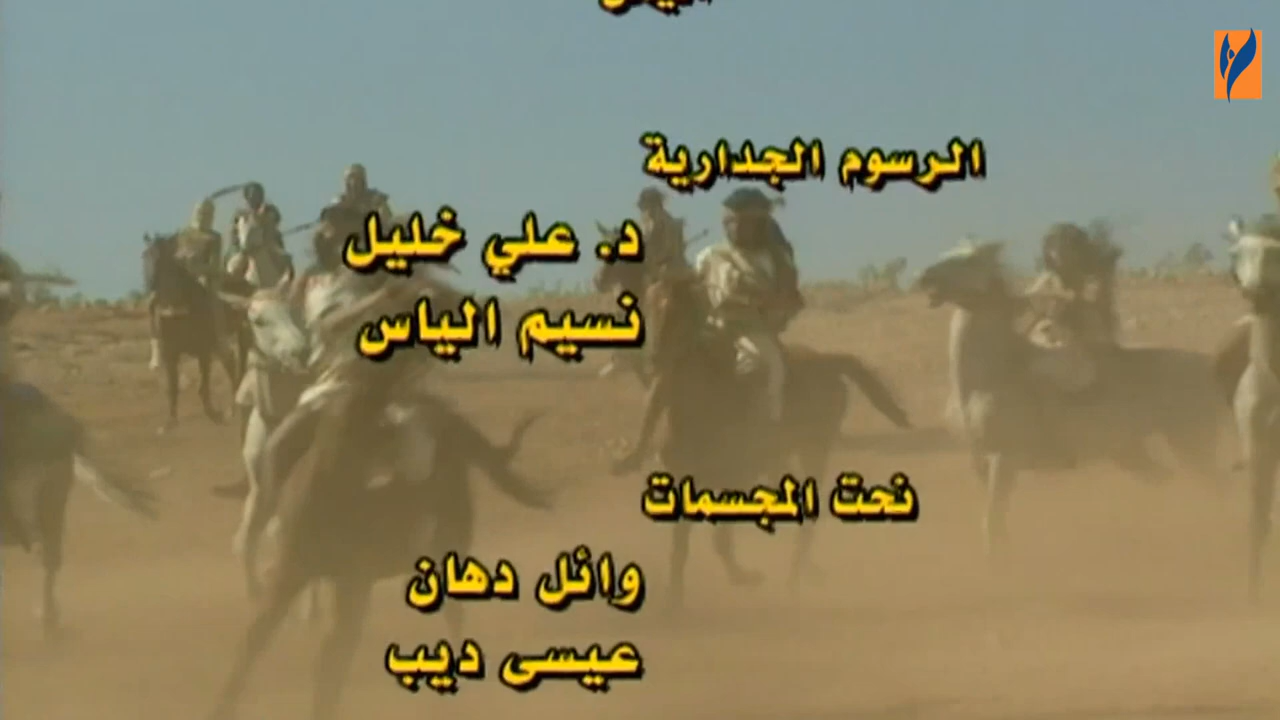 الرسوم الجدارية
د. علي خليل
نسيم الياس
نحت المجسمات
وائل دهان
عيسى ديب